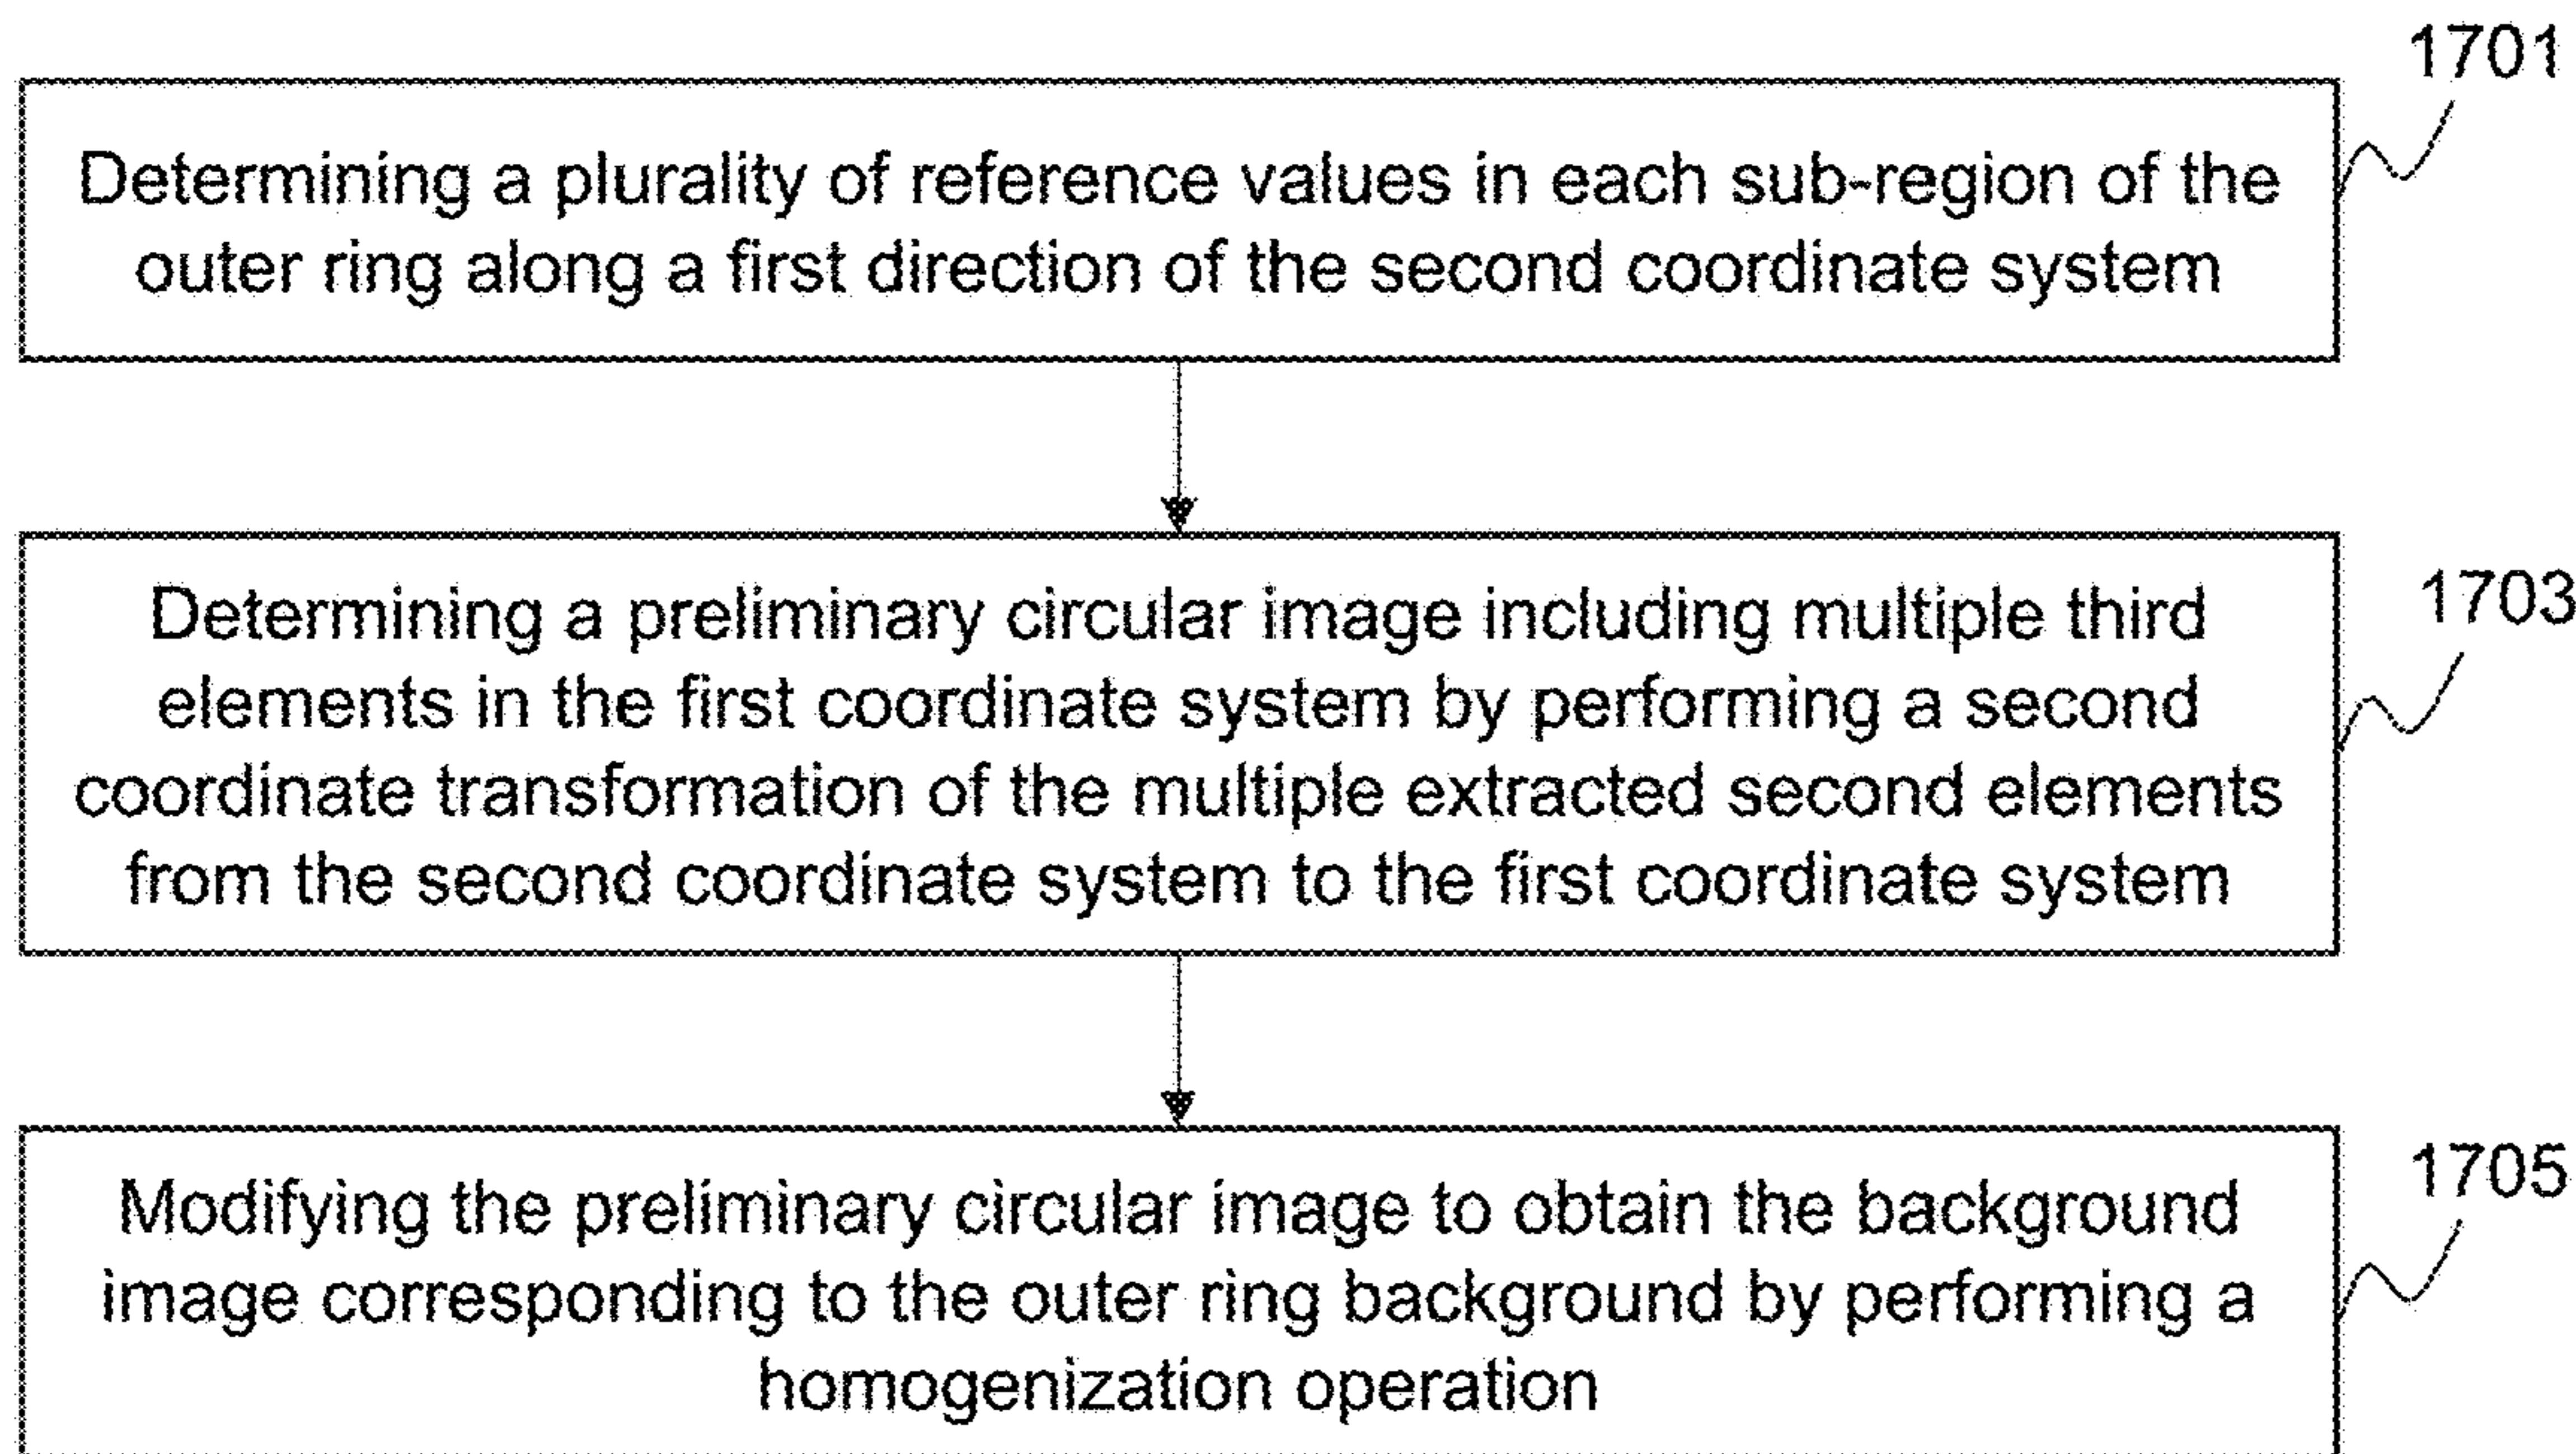 1701
Determining a plurality of reference values in each sub-region of the
outer ring along a first direction of the second coordinate system
1703
Determining a preliminary circular image including multiple third
elements in the first coordinate system by performing a second
coordinate transformation of the multiple extracted second elements
from the second coordinate system to the first coordinate system
1705
Modifying the preliminary circular image to obtain the background
image corresponding to the outer ring background by performing a
homogenization operation